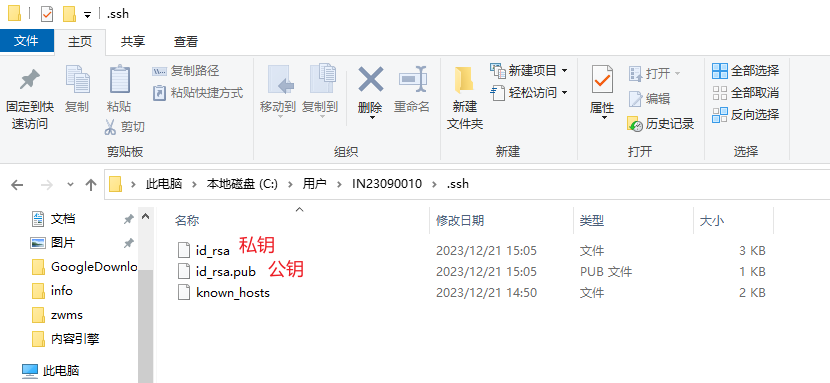 .ssh
文件 主页 共享 查看
固定到快速访问
复制
粘贴
复制路径
粘贴快捷方式
剪切
剪贴板
移动到
复制到
删除
重命名
组织
新建文件夹
新建项目
轻松访问
新建
属性
打开
编辑
历史记录
打开
全部选择
全部取消
反向选择
选择
此电脑 本地磁盘 (C:) 用户 IN23090010 .ssh
文档
图片
GoogleDownlo
info
zwms
内容引擎
此电脑
名称 修改日期 类型 大小
id_rsa 私钥 2023/12/21 15:05 文件 3 KB
id_rsa.pub 公钥 2023/12/21 15:05 PUB 文件 1 KB
known_hosts 2023/12/21 14:50 文件 2 KB